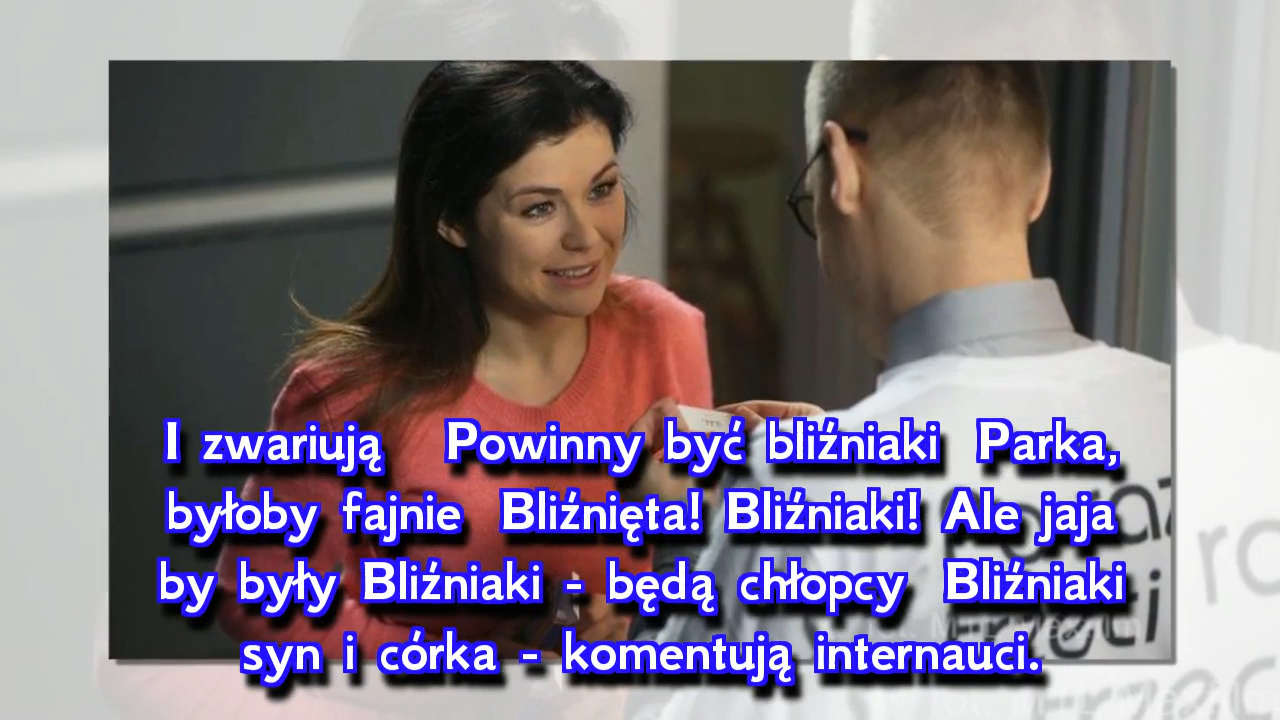 I zwariują Powinny być bliźniaki Parka,
byłoby fajnie Bliźnięta! Bliźniaki! Ale jaja
by były Bliźniaki - będą chłopcy Bliźniaki
syn i córka - komentują internauci.